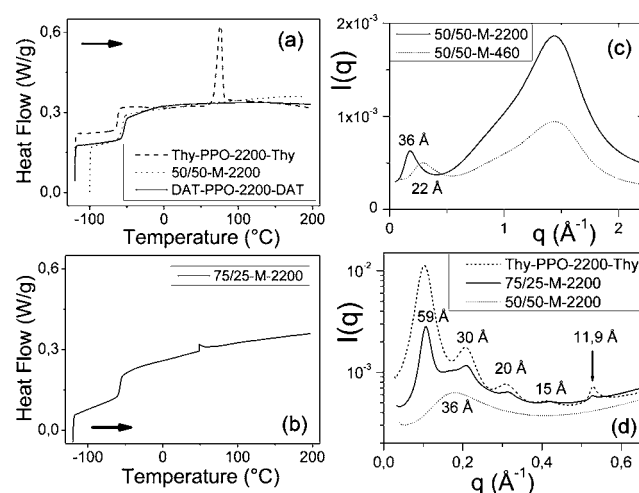 (a)
Heat Flow (W/g)
0,6
0,3
0,0
Thy-PPO-2200-Thy
50/50-M-2200
DAT-PPO-2200-DAT
-100 0 100 200
Temperature (°C)
(c)
I(q)
2x10⁻³
1x10⁻³
0
50/50-M-2200
50/50-M-460
36 Å
22 Å
0 1 2
q (Å⁻¹)
(b)
Heat Flow (W/g)
0,6
0,3
0,0
75/25-M-2200
-100 0 100 200
Temperature (°C)
(d)
I(q)
10⁻²
10⁻³
Thy-PPO-2200-Thy
75/25-M-2200
50/50-M-2200
59 Å
30 Å
20 Å
15 Å
11,9 Å
36 Å
0,0 0,2 0,4 0,6
q (Å⁻¹)